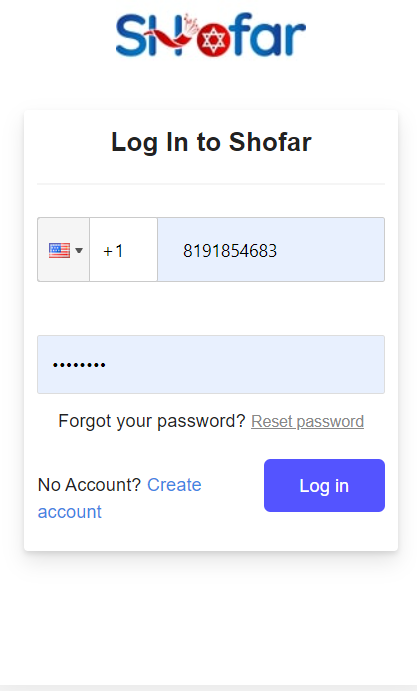 SHofar
Log In to Shofar
+1 8191854683
••••••••
Forgot your password? Reset password
No Account? Create
account
Log in